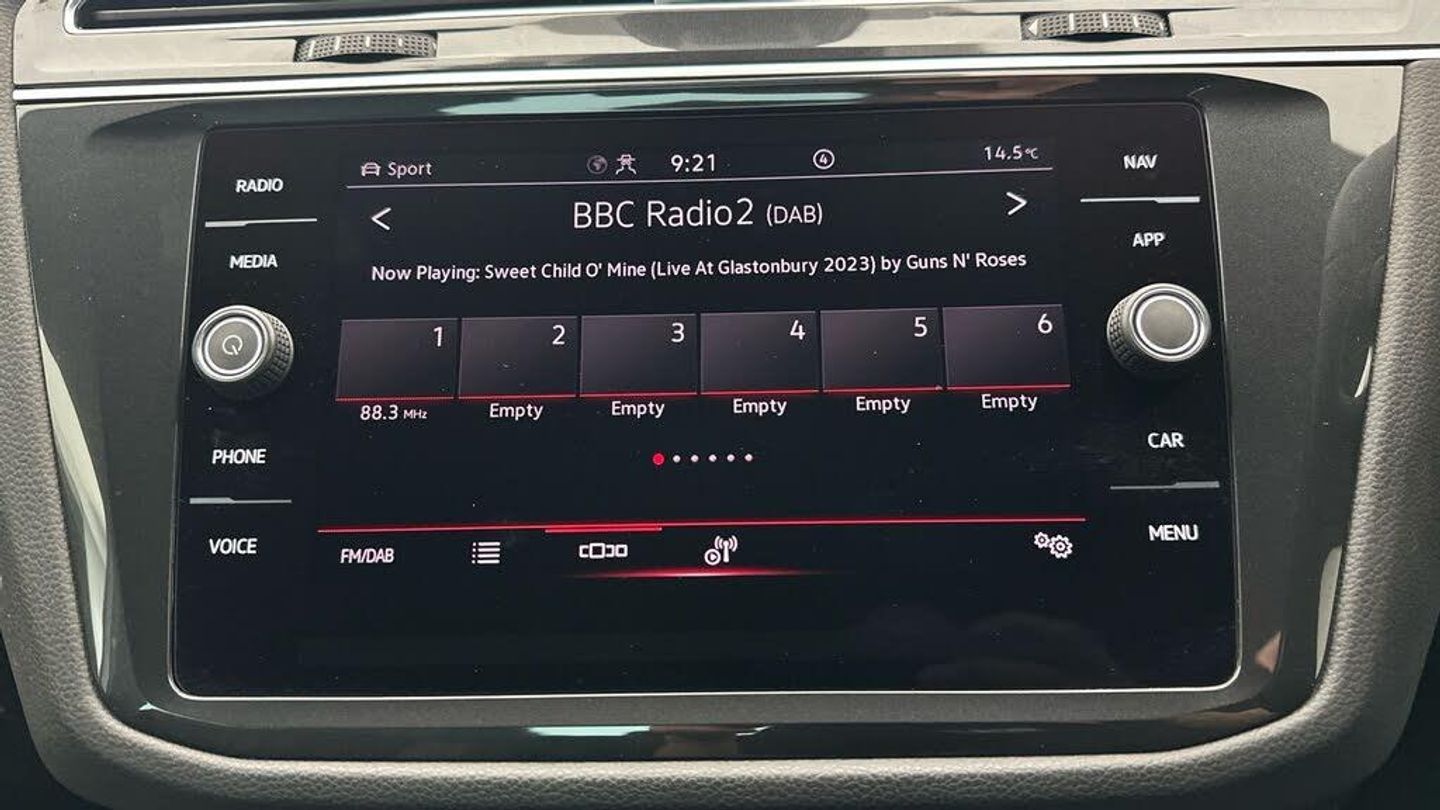 Sport 9:21 4 14.5°C
BBC Radio2 (DAB)
Now Playing: Sweet Child O' Mine (Live At Glastonbury 2023) by Guns N' Roses
1 2 3 4 5 6
88.3 MHz Empty Empty Empty Empty Empty
FM/DAB
RADIO
MEDIA
PHONE
VOICE
NAV
APP
CAR
MENU